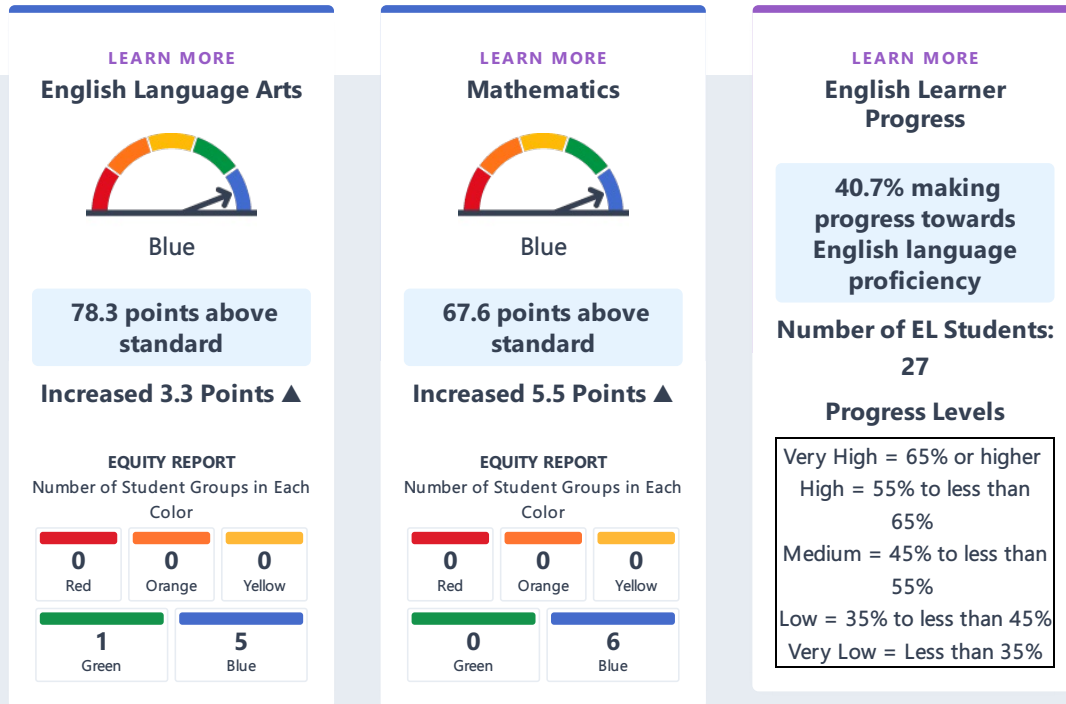 LEARN MORE
English Language Arts
Blue
78.3 points above
standard
Increased 3.3 Points ▲
EQUITY REPORT
Number of Student Groups in Each
Color
0
Red
0
Orange
0
Yellow
1
Green
5
Blue
LEARN MORE
Mathematics
Blue
67.6 points above
standard
Increased 5.5 Points ▲
EQUITY REPORT
Number of Student Groups in Each
Color
0
Red
0
Orange
0
Yellow
0
Green
6
Blue
LEARN MORE
English Learner
Progress
40.7% making
progress towards
English language
proficiency
Number of EL Students:
27
Progress Levels
Very High = 65% or higher
High = 55% to less than
65%
Medium = 45% to less than
55%
Low = 35% to less than 45%
Very Low = Less than 35%